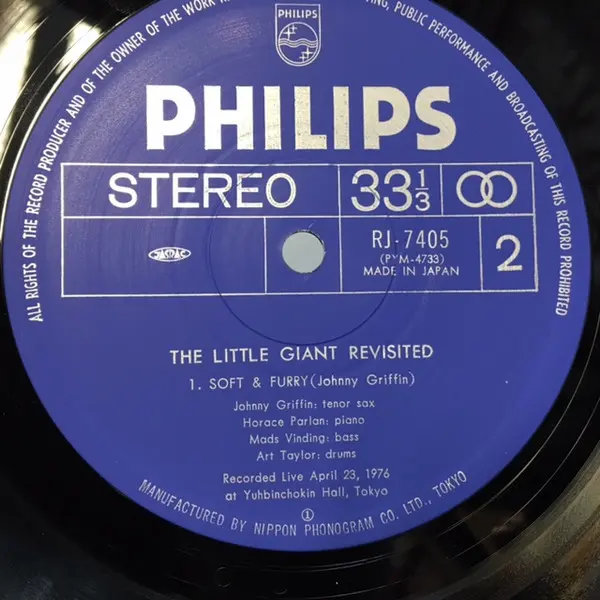 ALL RIGHTS OF THE RECORD PRODUCER AND OF THE OWNER OF THE WORK
PUBLIC PERFORMANCE AND BROADCASTING OF THIS RECORD PROHIBITED
PHILIPS
PHILIPS
STEREO
33 1/3
JASRAC
RJ-7405
(PYM-4733)
MADE IN JAPAN
2
THE LITTLE GIANT REVISITED
1. SOFT & FURRY (Johnny Griffin)
Johnny Griffin: tenor sax
Horace Parlan: piano
Mads Vinding: bass
Art Taylor: drums
Recorded Live April 23, 1976
at Yuhbinchokin Hall, Tokyo
MANUFACTURED BY NIPPON PHONOGRAM CO. LTD., TOKYO